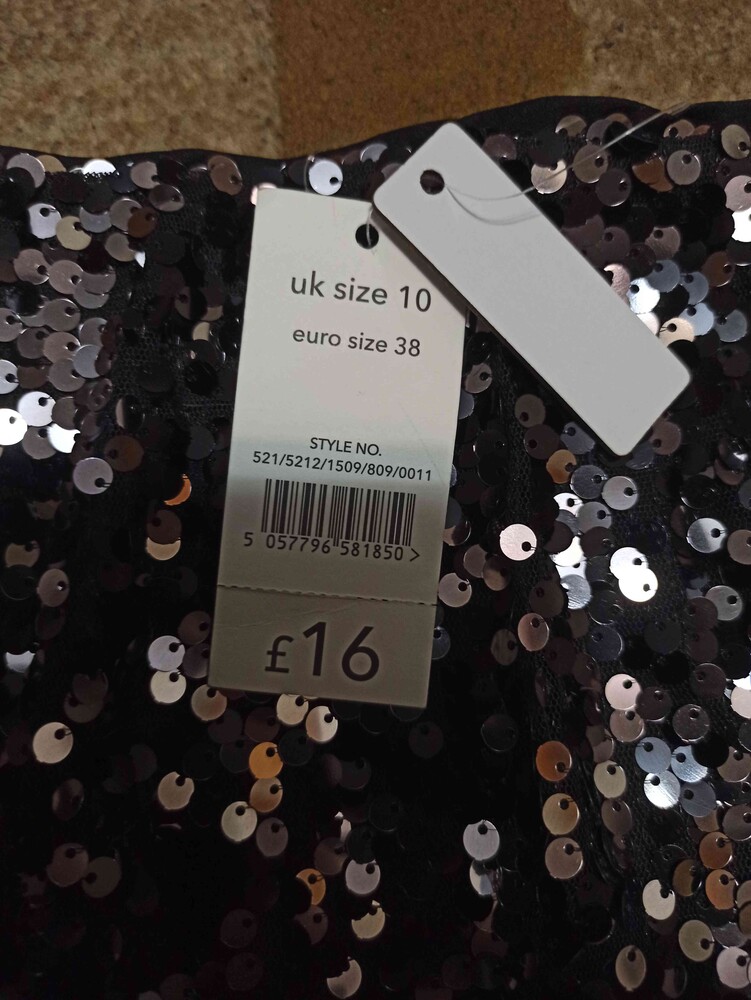 uk size 10
euro size 38
STYLE NO.
521/5212/1509/809/0011
5 057796 581850 >
£16